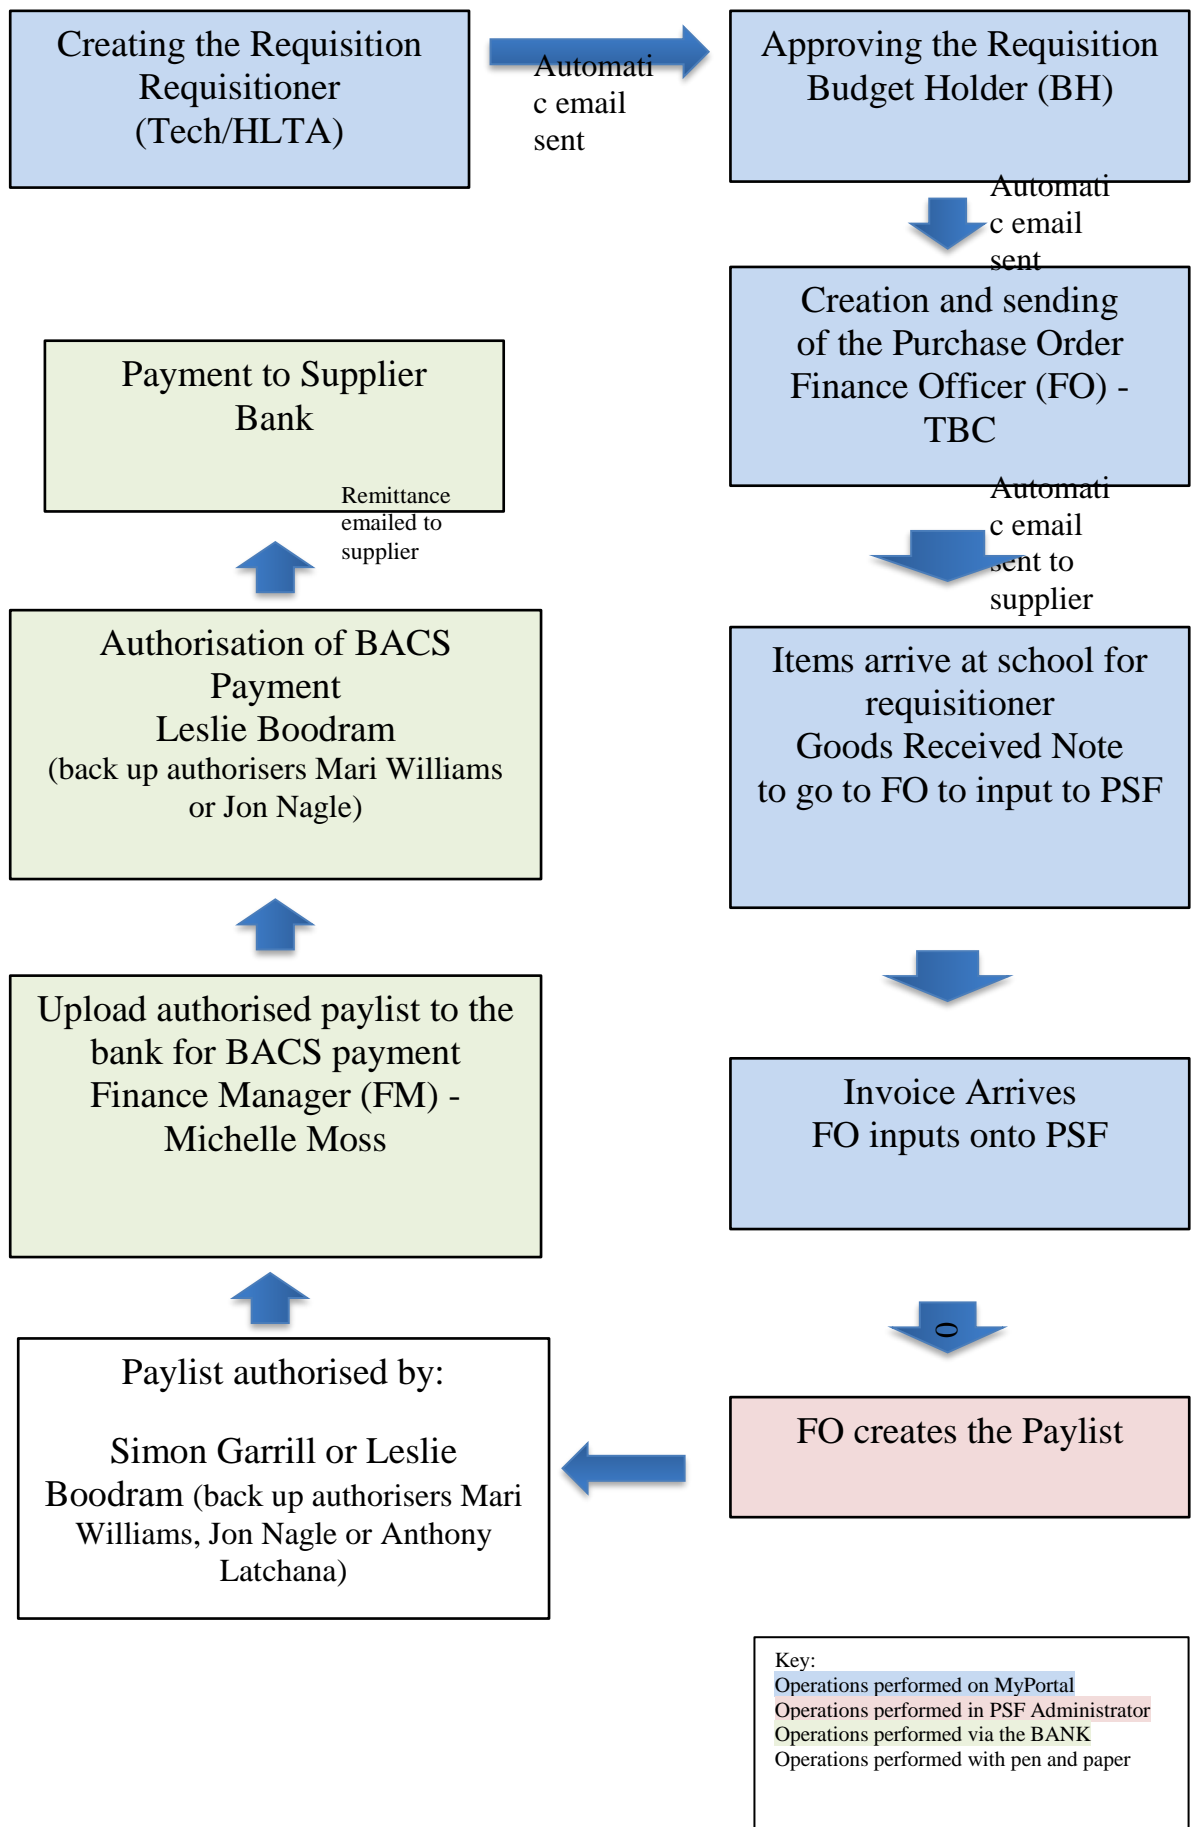 Creating the Requisition
Requisitioner
(Tech/HLTA)
Automati
c email
sent
Approving the Requisition
Budget Holder (BH)
Automati
c email
sent
Creation and sending
of the Purchase Order
Finance Officer (FO) -
TBC
Automati
c email
sent to
supplier
Items arrive at school for
requisitioner
Goods Received Note
to go to FO to input to PSF
Invoice Arrives
FO inputs onto PSF
0
FO creates the Paylist
Paylist authorised by:
Simon Garrill or Leslie
Boodram (back up authorisers Mari
Williams, Jon Nagle or Anthony
Latchana)
Upload authorised paylist to the
bank for BACS payment
Finance Manager (FM) -
Michelle Moss
Authorisation of BACS
Payment
Leslie Boodram
(back up authorisers Mari Williams
or Jon Nagle)
Remittance
emailed to
supplier
Payment to Supplier
Bank
Key:
Operations performed on MyPortal
Operations performed in PSF Administrator
Operations performed via the BANK
Operations performed with pen and paper